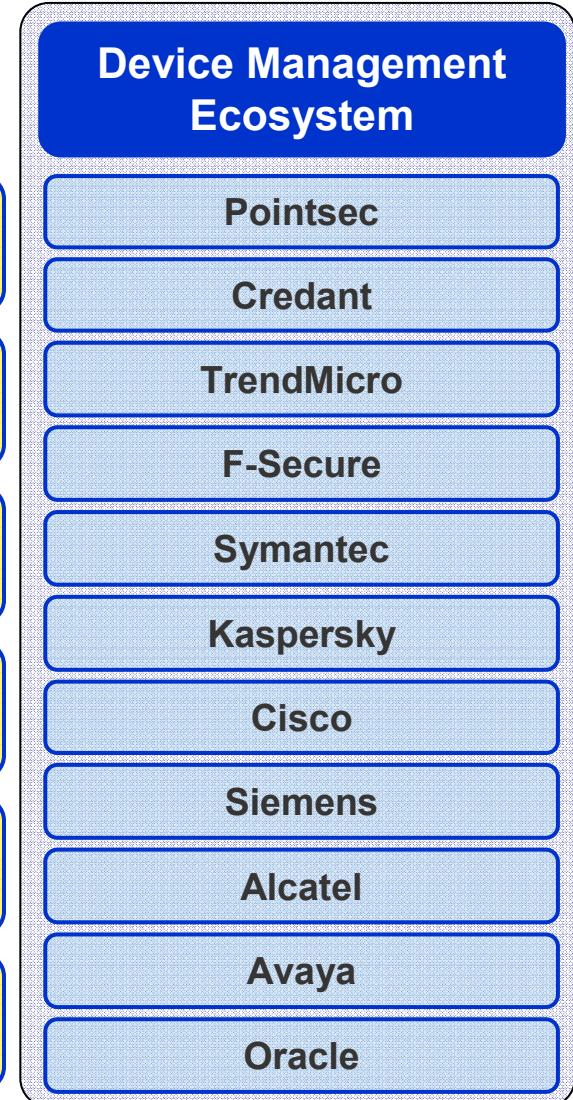 Device Management
Ecosystem
Pointsec
Credant
TrendMicro
F-Secure
Symantec
Kaspersky
Cisco
Siemens
Alcatel
Avaya
Oracle